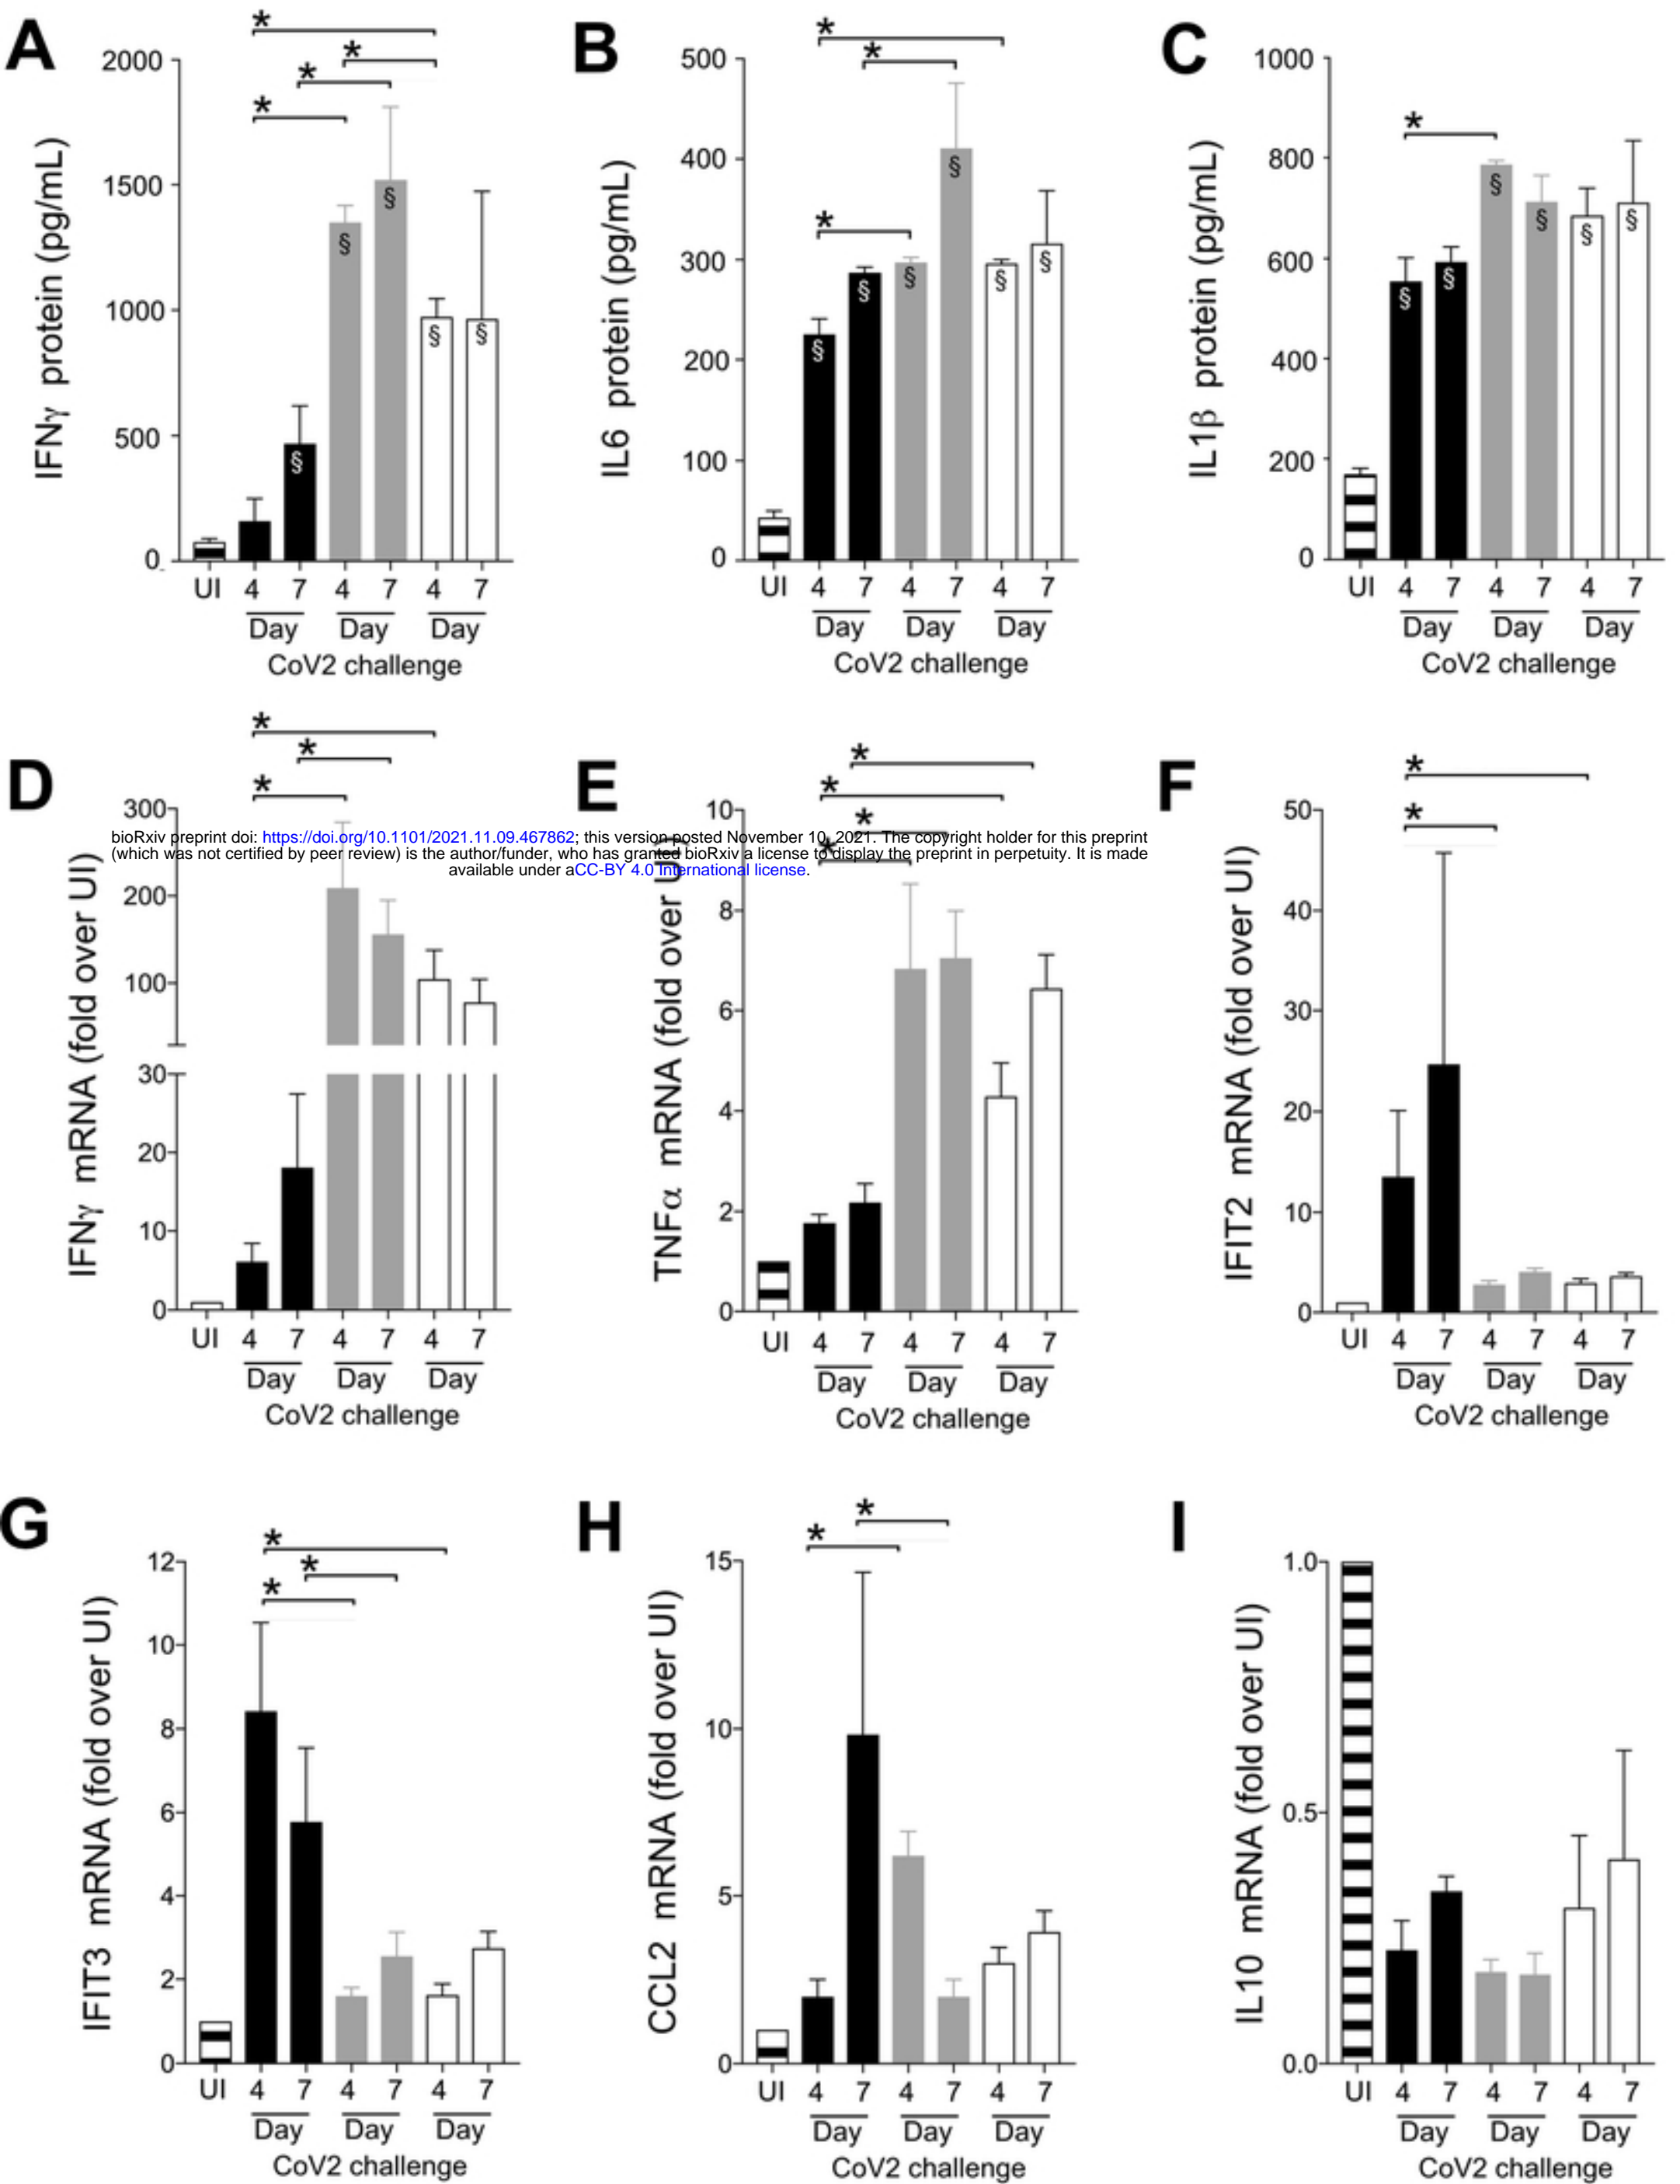 A
B
C
*
*
*
*
2000
1500
1000
500
0
IFNγ protein (pg/mL)
§
§
§
§
§
UI 4 7 4 7 4 7
Day Day Day
CoV2 challenge
*
*
*
500
400
300
200
100
0
IL6 protein (pg/mL)
§
§
§
§
§
§
UI 4 7 4 7 4 7
Day Day Day
CoV2 challenge
*
1000
800
600
400
200
0
IL1β protein (pg/mL)
§
§
§
§
§
§
UI 4 7 4 7 4 7
Day Day Day
CoV2 challenge
D
E
F
bioRxiv preprint doi: https://doi.org/10.1101/2021.11.09.467862; this version posted November 10, 2021. The copyright holder for this preprint
(which was not certified by peer review) is the author/funder, who has granted bioRxiv a license to display the preprint in perpetuity. It is made
available under aCC-BY 4.0 International license.
*
*
*
300
200
100
30
20
10
0
IFNγ mRNA (fold over UI)
UI 4 7 4 7 4 7
Day Day Day
CoV2 challenge
*
*
*
*
10
8
6
4
2
0
TNFα mRNA (fold over UI)
UI 4 7 4 7 4 7
Day Day Day
CoV2 challenge
*
*
50
40
30
20
10
0
IFIT2 mRNA (fold over UI)
UI 4 7 4 7 4 7
Day Day Day
CoV2 challenge
G
H
I
*
*
*
12
10
8
6
4
2
0
IFIT3 mRNA (fold over UI)
UI 4 7 4 7 4 7
Day Day Day
CoV2 challenge
*
*
15
10
5
0
CCL2 mRNA (fold over UI)
UI 4 7 4 7 4 7
Day Day Day
CoV2 challenge
1.0
0.5
0.0
IL10 mRNA (fold over UI)
UI 4 7 4 7 4 7
Day Day Day
CoV2 challenge